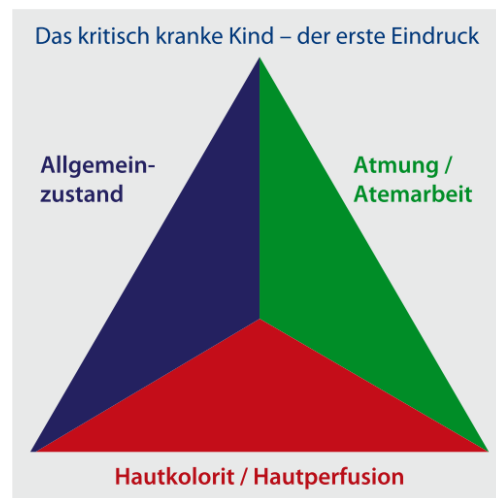 Das kritisch kranke Kind – der erste Eindruck
Allgemein-
zustand
Atmung /
Atemarbeit
Hautkolorit / Hautperfusion